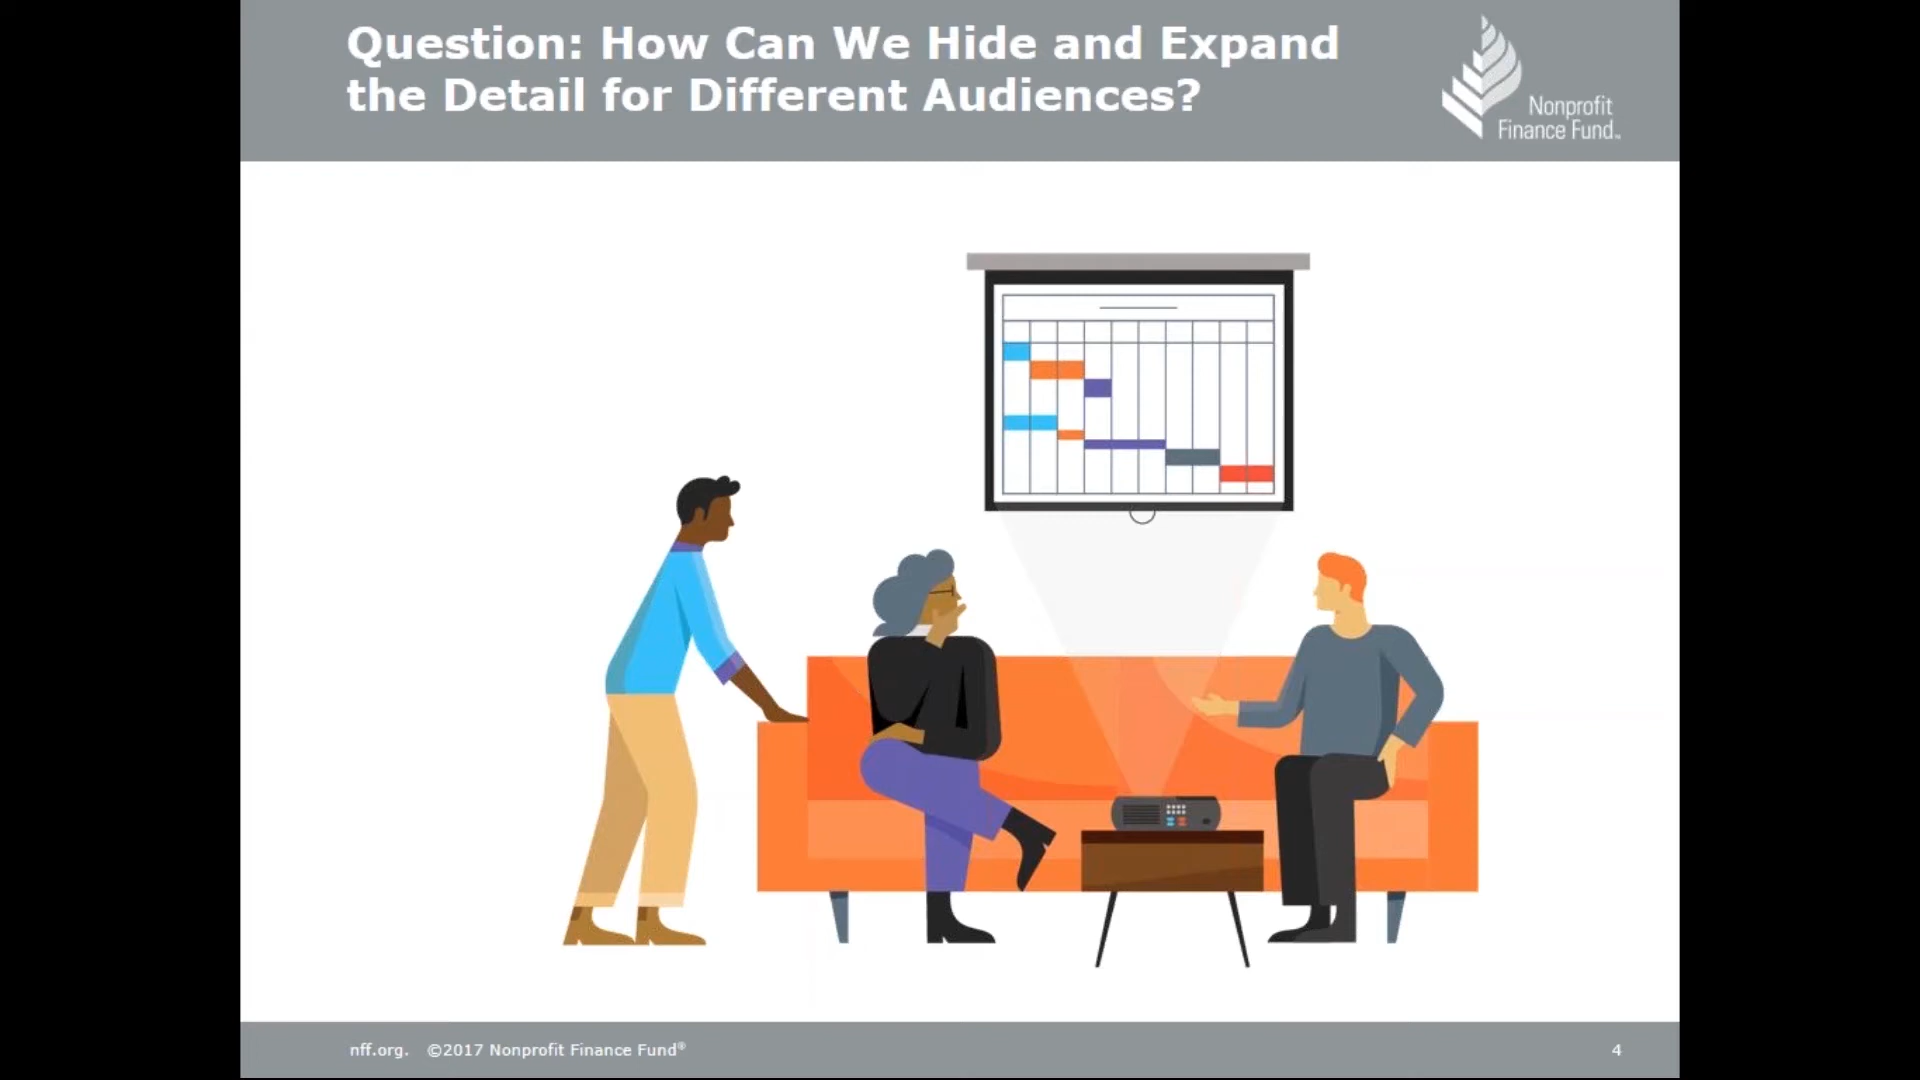 Question: How Can We Hide and Expand
the Detail for Different Audiences?
Nonprofit
Finance Fund™
nff.org. ©2017 Nonprofit Finance Fund®
4